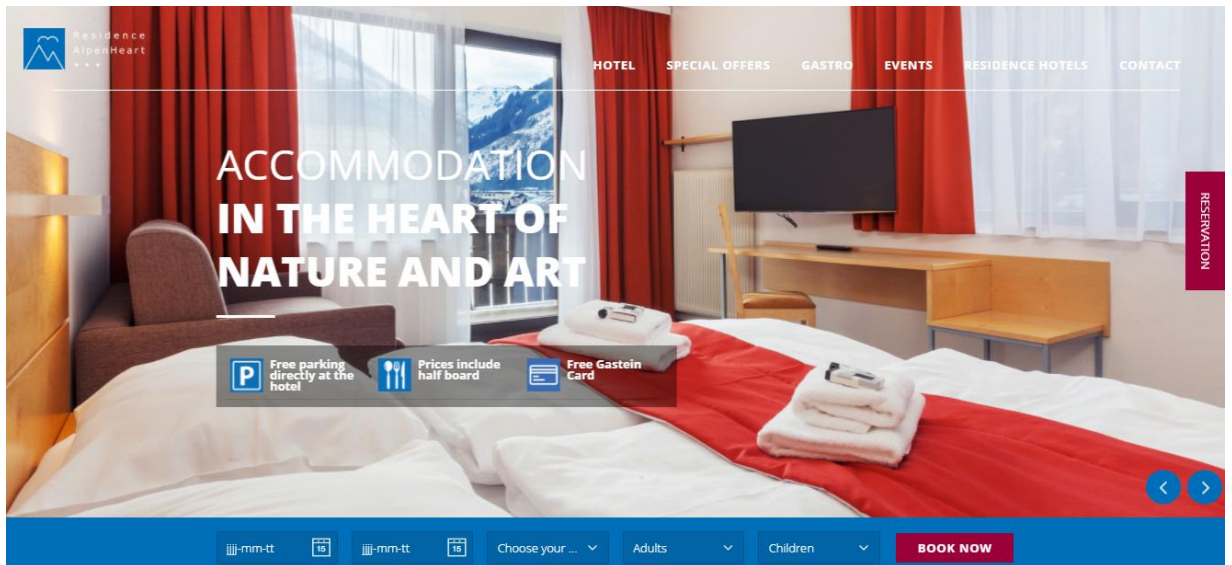 Residence
AlpenHeart
HOTEL SPECIAL OFFERS GASTRO EVENTS RESIDENCE HOTELS CONTACT
ACCOMMODATION
IN THE HEART OF
NATURE AND ART
RESERVATION
P
Free parking
directly at the
hotel
Prices include
half board
Free Gastein
Card
jjjj-mm-tt 15 jjjj-mm-tt 15 Choose your ... Adults Children BOOK NOW